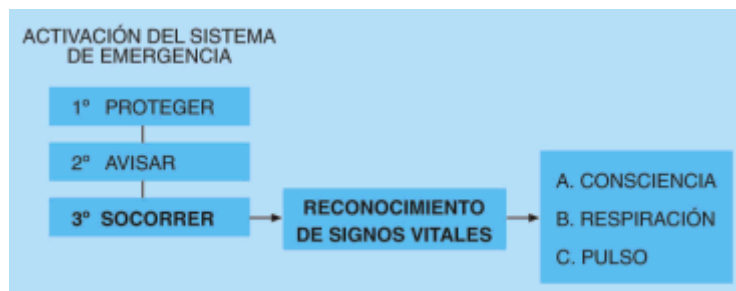 ACTIVACIÓN DEL SISTEMA
DE EMERGENCIA
1º PROTEGER
2º AVISAR
3º SOCORRER
RECONOCIMIENTO
DE SIGNOS VITALES
A. CONSCIENCIA
B. RESPIRACIÓN
C. PULSO